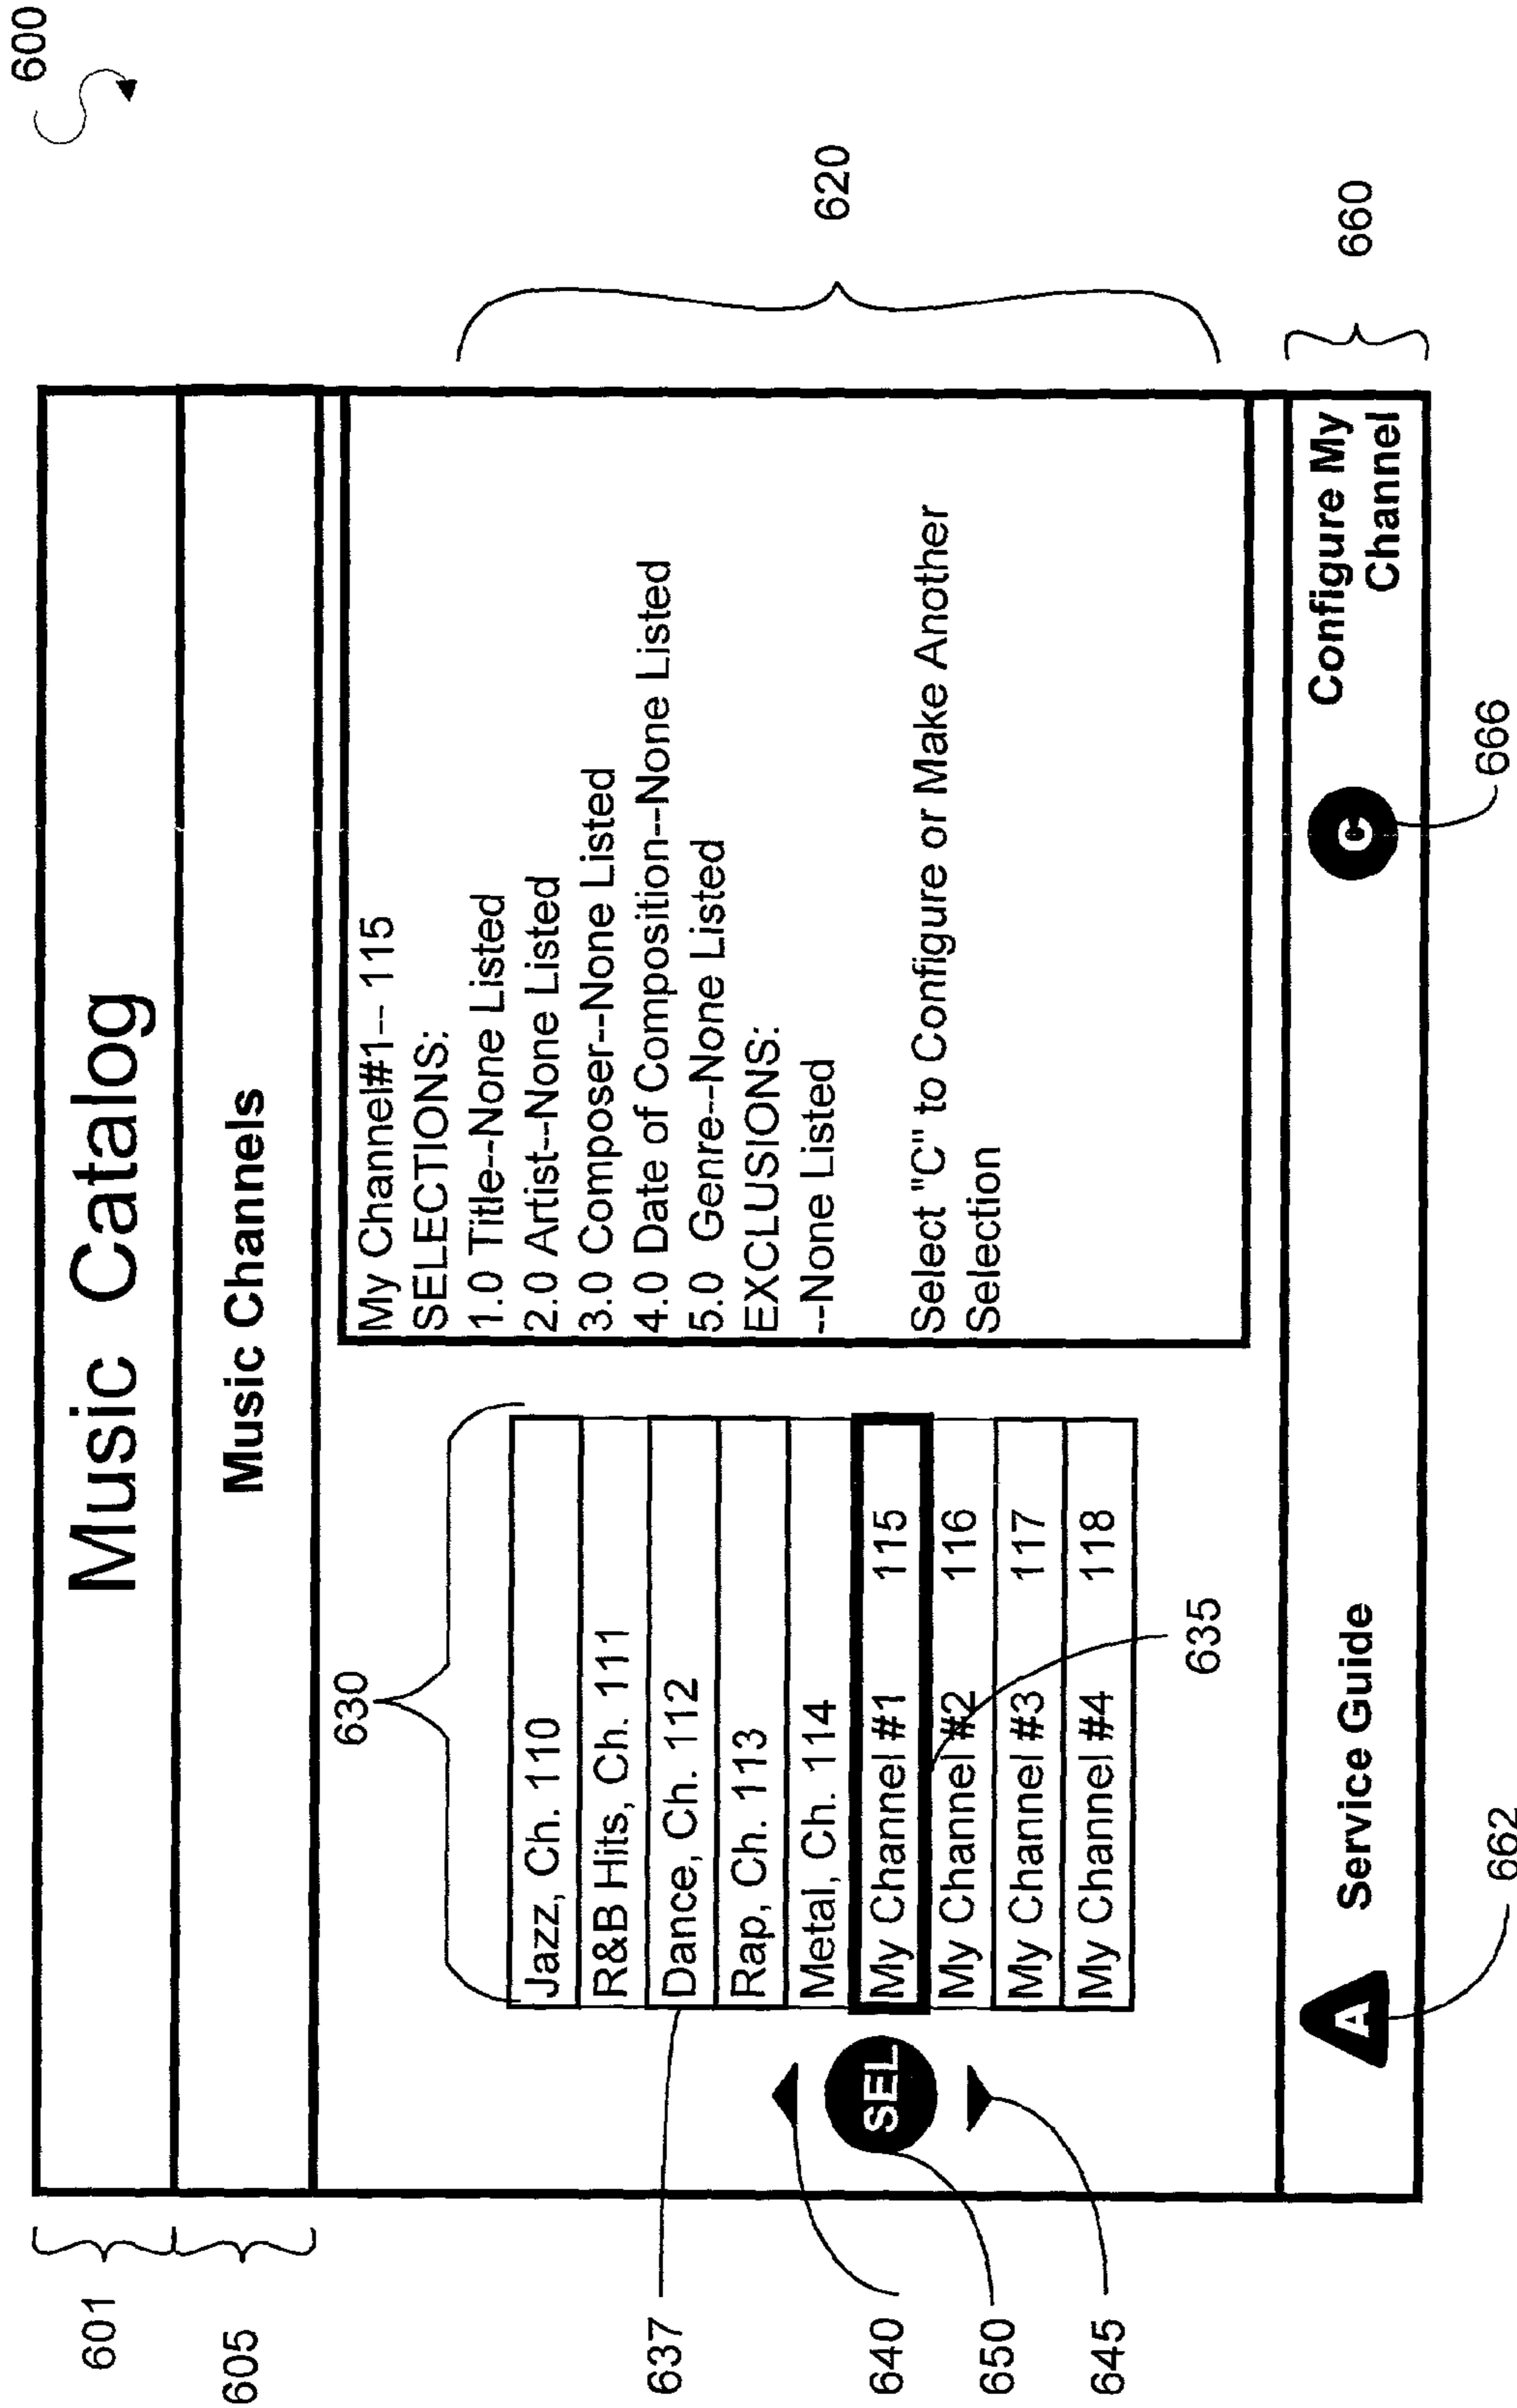 600
Music Catalog
601
Music Channels
605
630
Jazz, Ch. 110
R&B Hits, Ch. 111
Dance, Ch. 112
637
Rap, Ch. 113
Metal, Ch. 114
My Channel #1 115
My Channel #2 116
My Channel #3 117
My Channel #4 118
635
640
SEL
650
645
My Channel#1-- 115
SELECTIONS:
1.0 Title--None Listed
2.0 Artist--None Listed
3.0 Composer--None Listed
4.0 Date of Composition--None Listed
5.0 Genre--None Listed
EXCLUSIONS:
--None Listed
Select "C" to Configure or Make Another
Selection
620
A
Service Guide
C
Configure My
Channel
660
662
666